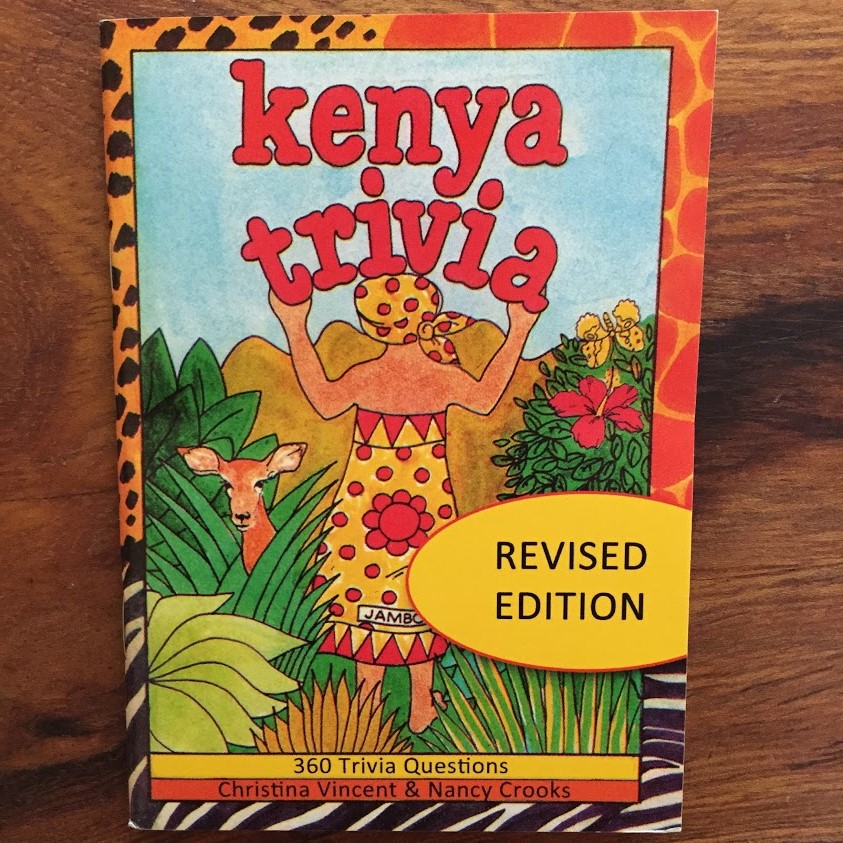 kenya
trivia
JAMBO
REVISED
EDITION
360 Trivia Questions
Christina Vincent & Nancy Crooks